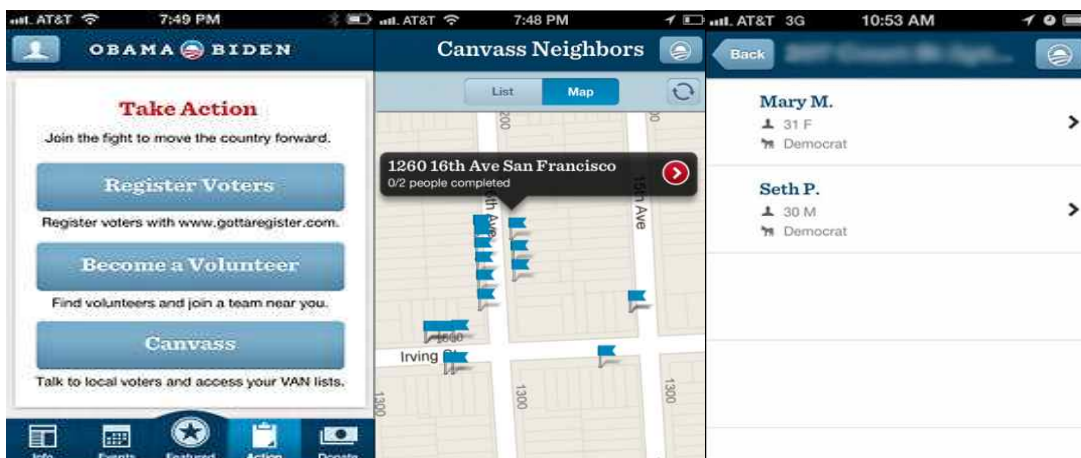 AT&T 7:49 PM
OBAMA BIDEN
Take Action
Join the fight to move the country forward.
Register Voters
Register voters with www.gottaregister.com.
Become a Volunteer
Find volunteers and join a team near you.
Canvass
Talk to local voters and access your VAN lists.
Info Events Featured Action Donate
AT&T 7:48 PM
Canvass Neighbors
List Map
1200
1260 16th Ave San Francisco
0/2 people completed
16th Ave
15th Ave
Irving St
1300
1300
1300
AT&T 3G 10:53 AM
Back
Mary M.
31 F
Democrat
Seth P.
30 M
Democrat